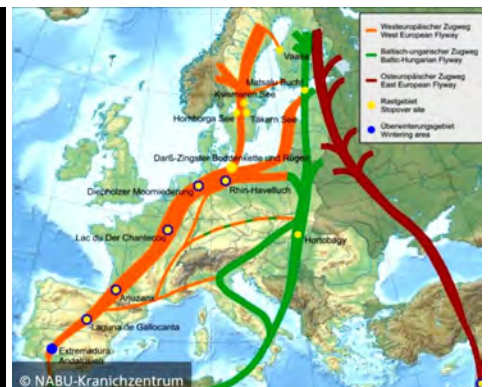 Westeuropäischer Zugweg
West European Flyway
Baltisch-ungarischer Zugweg
Baltic-Hungarian Flyway
Osteuropäischer Zugweg
East European Flyway
Rastgebiet
Stopover site
Überwinterungsgebiet
Wintering area
Vaasa
Matsalu Bucht
Kvismaren See
Hornborga See
Tåkern See
Darß-Zingster Boddenkette und Rügen
Diepholzer Moorniederung
Rhin-Havelluch
Lac du Der Chantecoq
Hortobagy
Arjuzanx
Laguna de Gallocanta
Extremadura
Andalusien
© NABU-Kranichzentrum